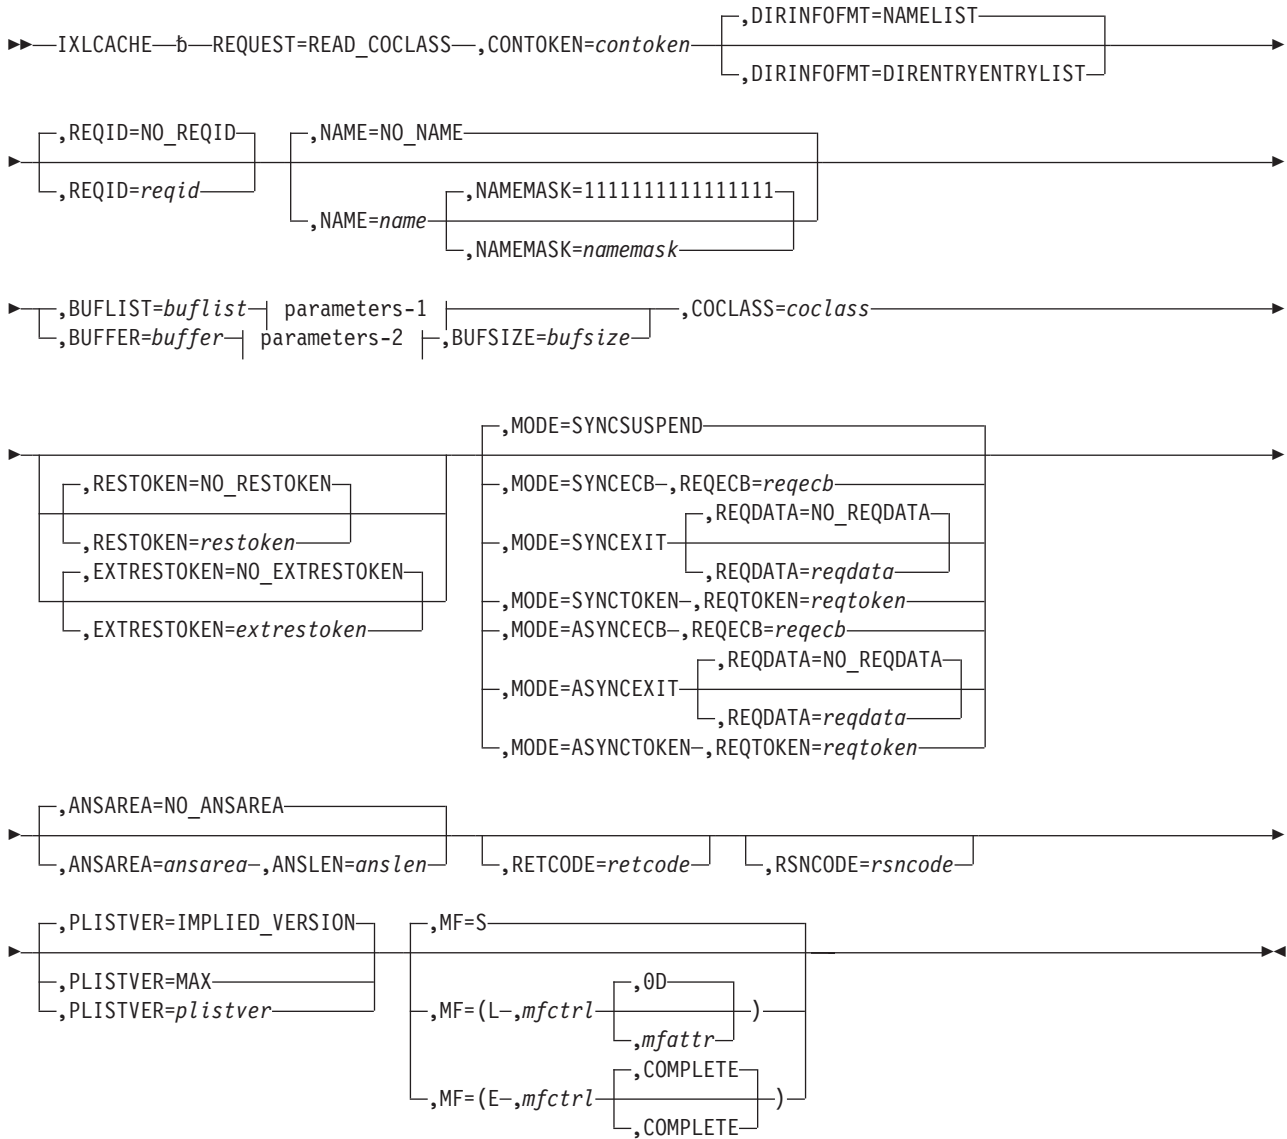 ,DIRINFOFMT=NAMELIST
IXLCACHE ƀ REQUEST=READ_COCLASS ,CONTOKEN=contoken
,DIRINFOFMT=DIRENTRYENTRYLIST
,REQID=NO_REQID ,NAME=NO_NAME
,REQID=reqid ,NAMEMASK=1111111111111111
,NAME=name
,NAMEMASK=namemask
,BUFLIST=buflist parameters-1 ,COCLASS=coclass
,BUFFER=buffer parameters-2 ,BUFSIZE=bufsize
,MODE=SYNCSUSPEND
,RESTOKEN=NO_RESTOKEN ,MODE=SYNCECB ,REQECB=reqecb
,REQDATA=NO_REQDATA
,RESTOKEN=restoken ,MODE=SYNCEXIT
,EXTRESTOKEN=NO_EXTRESTOKEN ,REQDATA=reqdata
,MODE=SYNCTOKEN ,REQTOKEN=reqtoken
,EXTRESTOKEN=extrestoken ,MODE=ASYNCECB ,REQECB=reqecb
,REQDATA=NO_REQDATA
,MODE=ASYNCEXIT
,REQDATA=reqdata
,MODE=ASYNCTOKEN ,REQTOKEN=reqtoken
,ANSAREA=NO_ANSAREA
,ANSAREA=ansarea ,ANSLEN=anslen ,RETCODE=retcode ,RSNCODE=rsncode
,PLISTVER=IMPLIED_VERSION ,MF=S
,PLISTVER=MAX ,0D
,PLISTVER=plistver ,MF=(L ,mfctrl )
,mfattr
,COMPLETE
,MF=(E ,mfctrl )
,COMPLETE